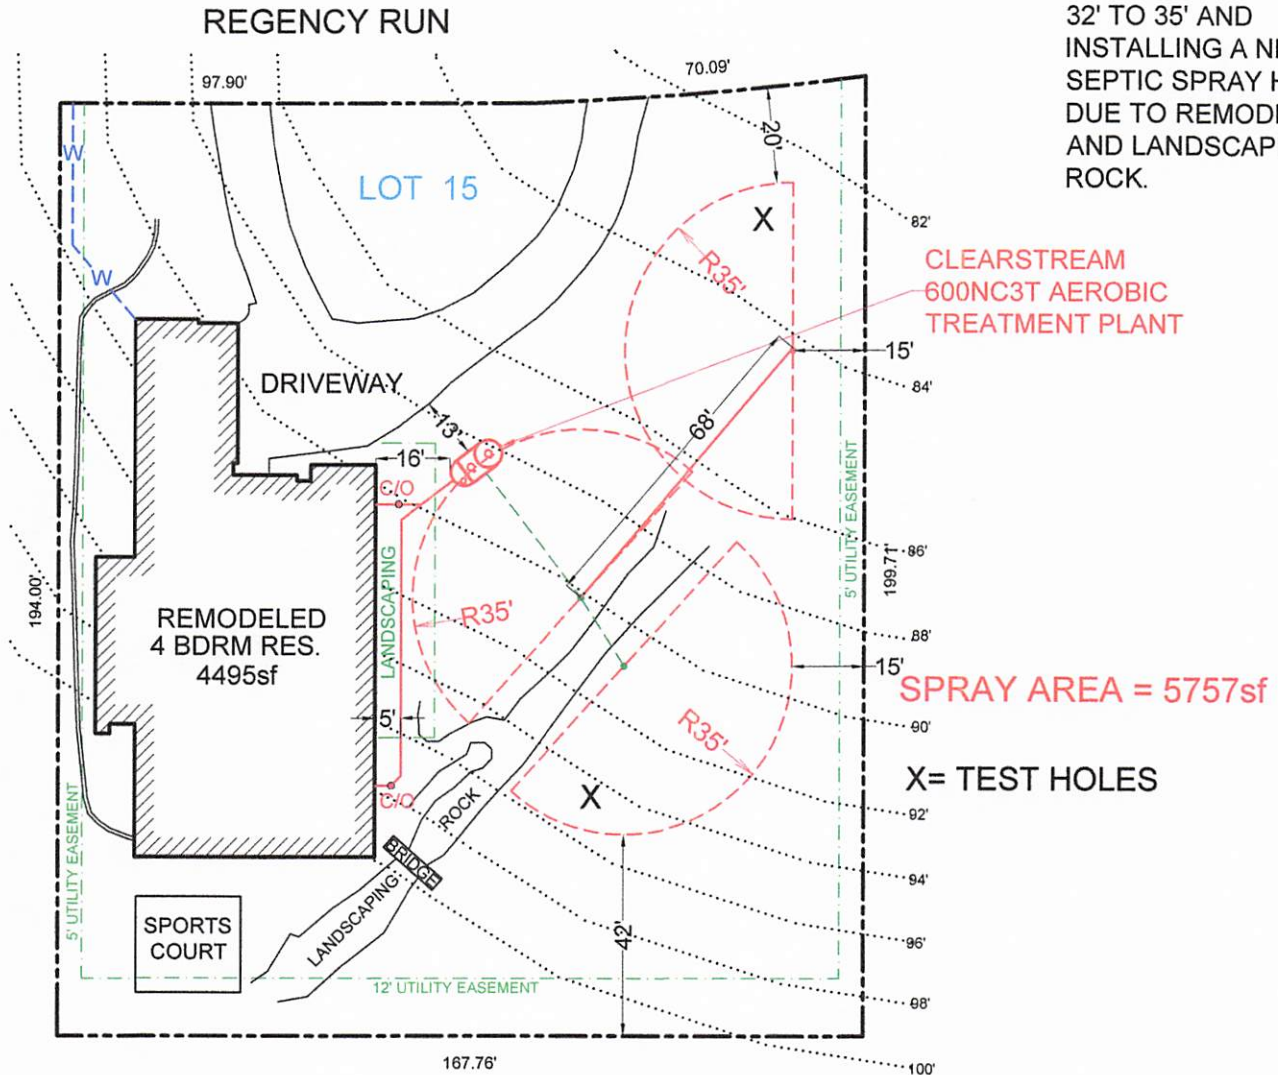 REGENCY RUN
32' TO 35' AND
INSTALLING A
SEPTIC SPRAY
DUE TO
AND
ROCK.
97.90'
70.09'
20'
W
LOT 15
X
82'
R35'
CLEARSTREAM
600NC3T AEROBIC
TREATMENT PLANT
W
15'
84'
DRIVEWAY
13'
68'
16'
C/O
5' UTILITY EASEMENT
86'
199.71'
LANDSCAPING
194.00'
REMODELED
4 BDRM RES.
4495sf
R35'
88'
15'
SPRAY AREA = 5757sf
5'
90'
R35'
X= TEST HOLES
C/O
X
ROCK
92'
BRIDGE
5' UTILITY EASEMENT
94'
LANDSCAPING
SPORTS
COURT
42'
96'
12' UTILITY EASEMENT
98'
167.76'
100'